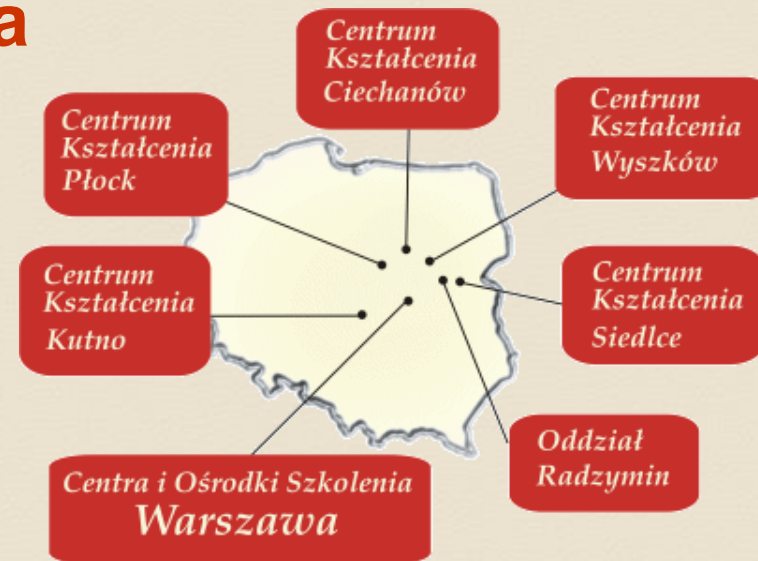 a
Centrum
Kształcenia
Ciechanów
Centrum
Kształcenia
Wyszków
Centrum
Kształcenia
Płock
Centrum
Kształcenia
Kutno
Centrum
Kształcenia
Siedlce
Oddział
Radzymin
Centra i Ośrodki Szkolenia
Warszawa